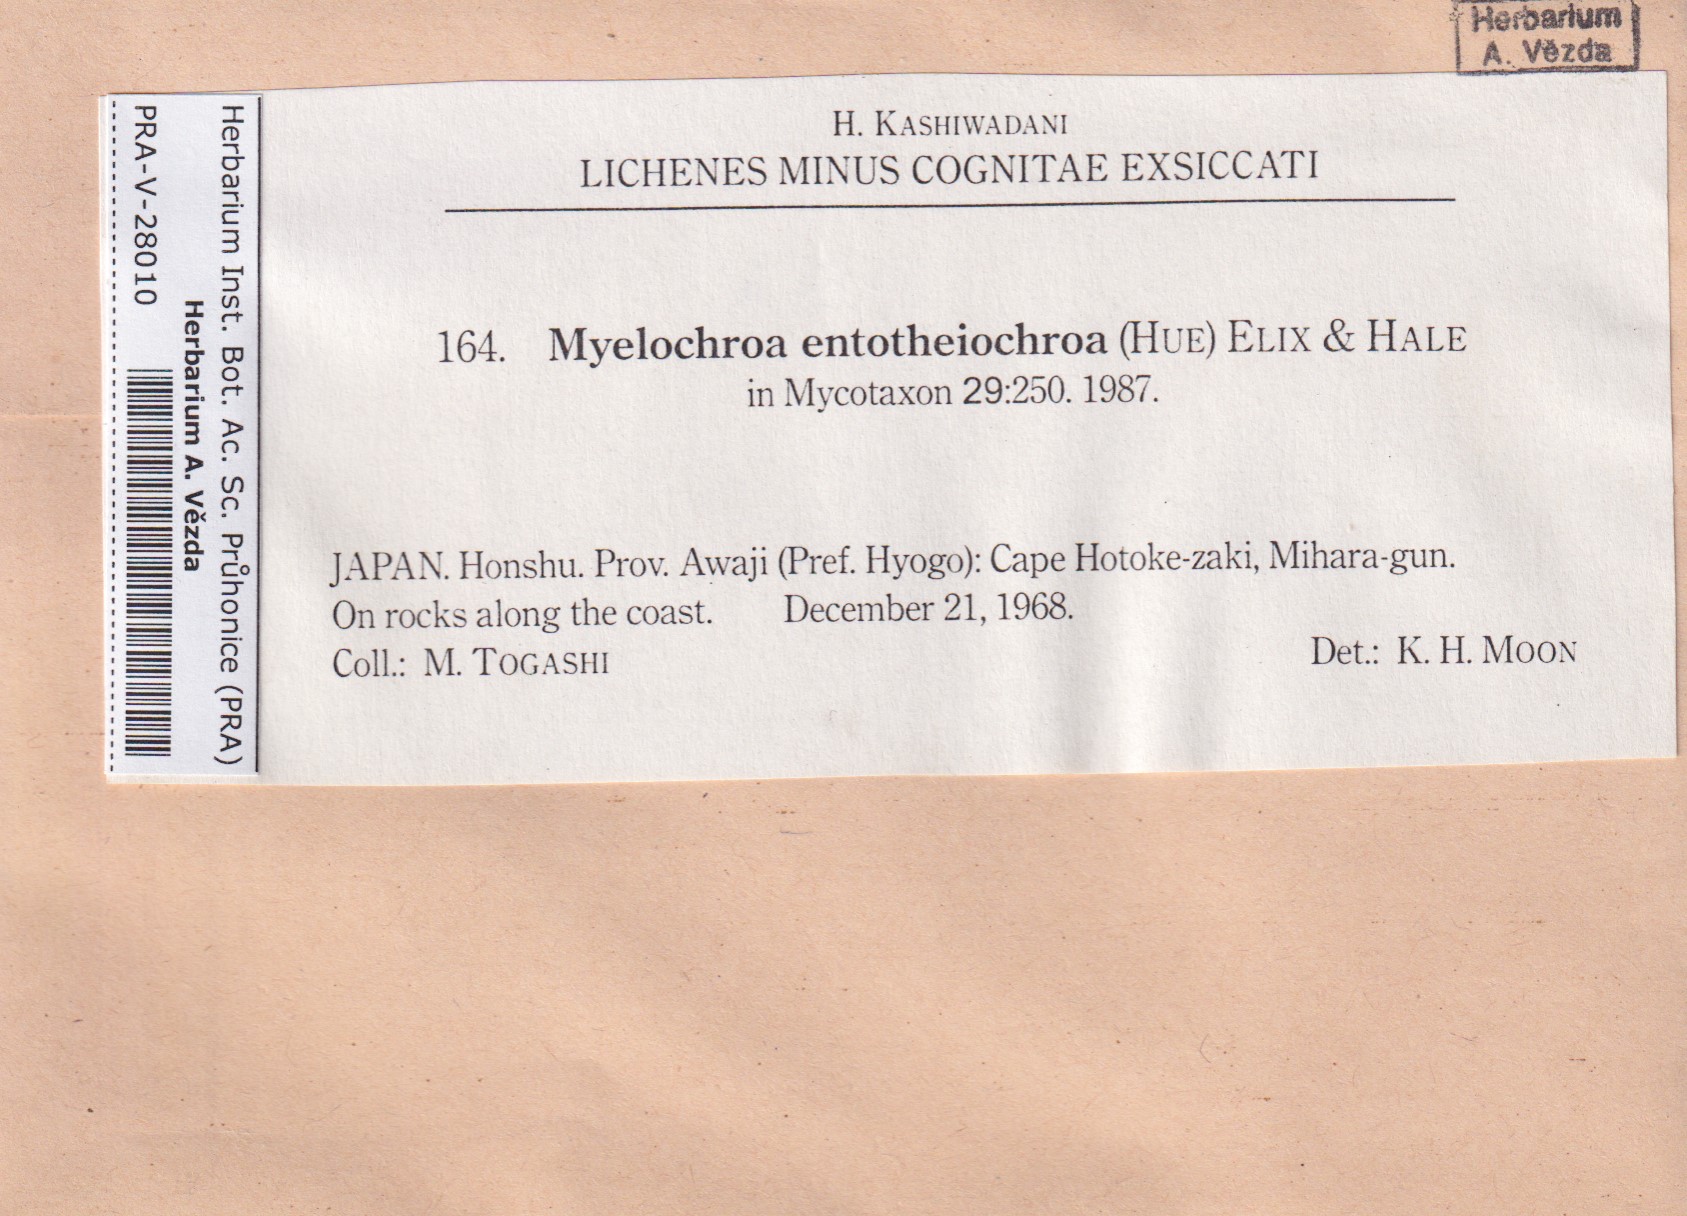 Herbarium
A. Vězda
Herbarium Inst. Bot. Ac. Sc. Průhonice (PRA)
Herbarium A. Vězda
PRA-V-28010
H. KASHIWADANI
LICHENES MINUS COGNITAE EXSICCATI
164. Myelochroa entotheiochroa (HUE) ELIX & HALE
in Mycotaxon 29:250. 1987.
JAPAN. Honshu. Prov. Awaji (Pref. Hyogo): Cape Hotoke-zaki, Mihara-gun.
On rocks along the coast. December 21, 1968.
Coll.: M. TOGASHI
Det.: K. H. MOON